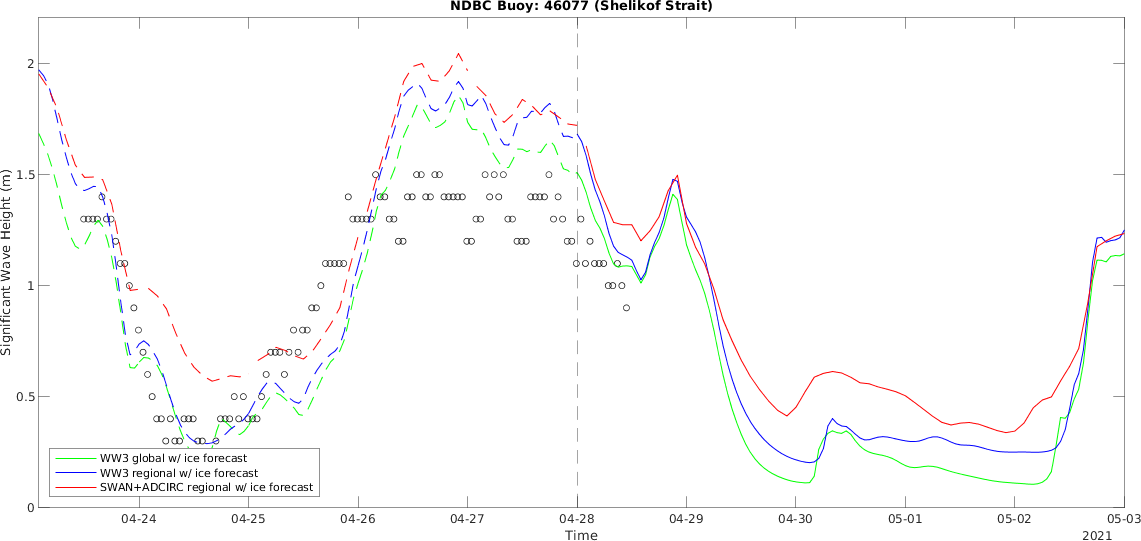 NDBC Buoy: 46077 (Shelikof Strait)
Significant Wave Height (m)
2
1.5
1
0.5
0
WW3 global w/ ice forecast
WW3 regional w/ ice forecast
SWAN+ADCIRC regional w/ ice forecast
04-24 04-25 04-26 04-27 04-28 04-29 04-30 05-01 05-02 05-03
Time
2021